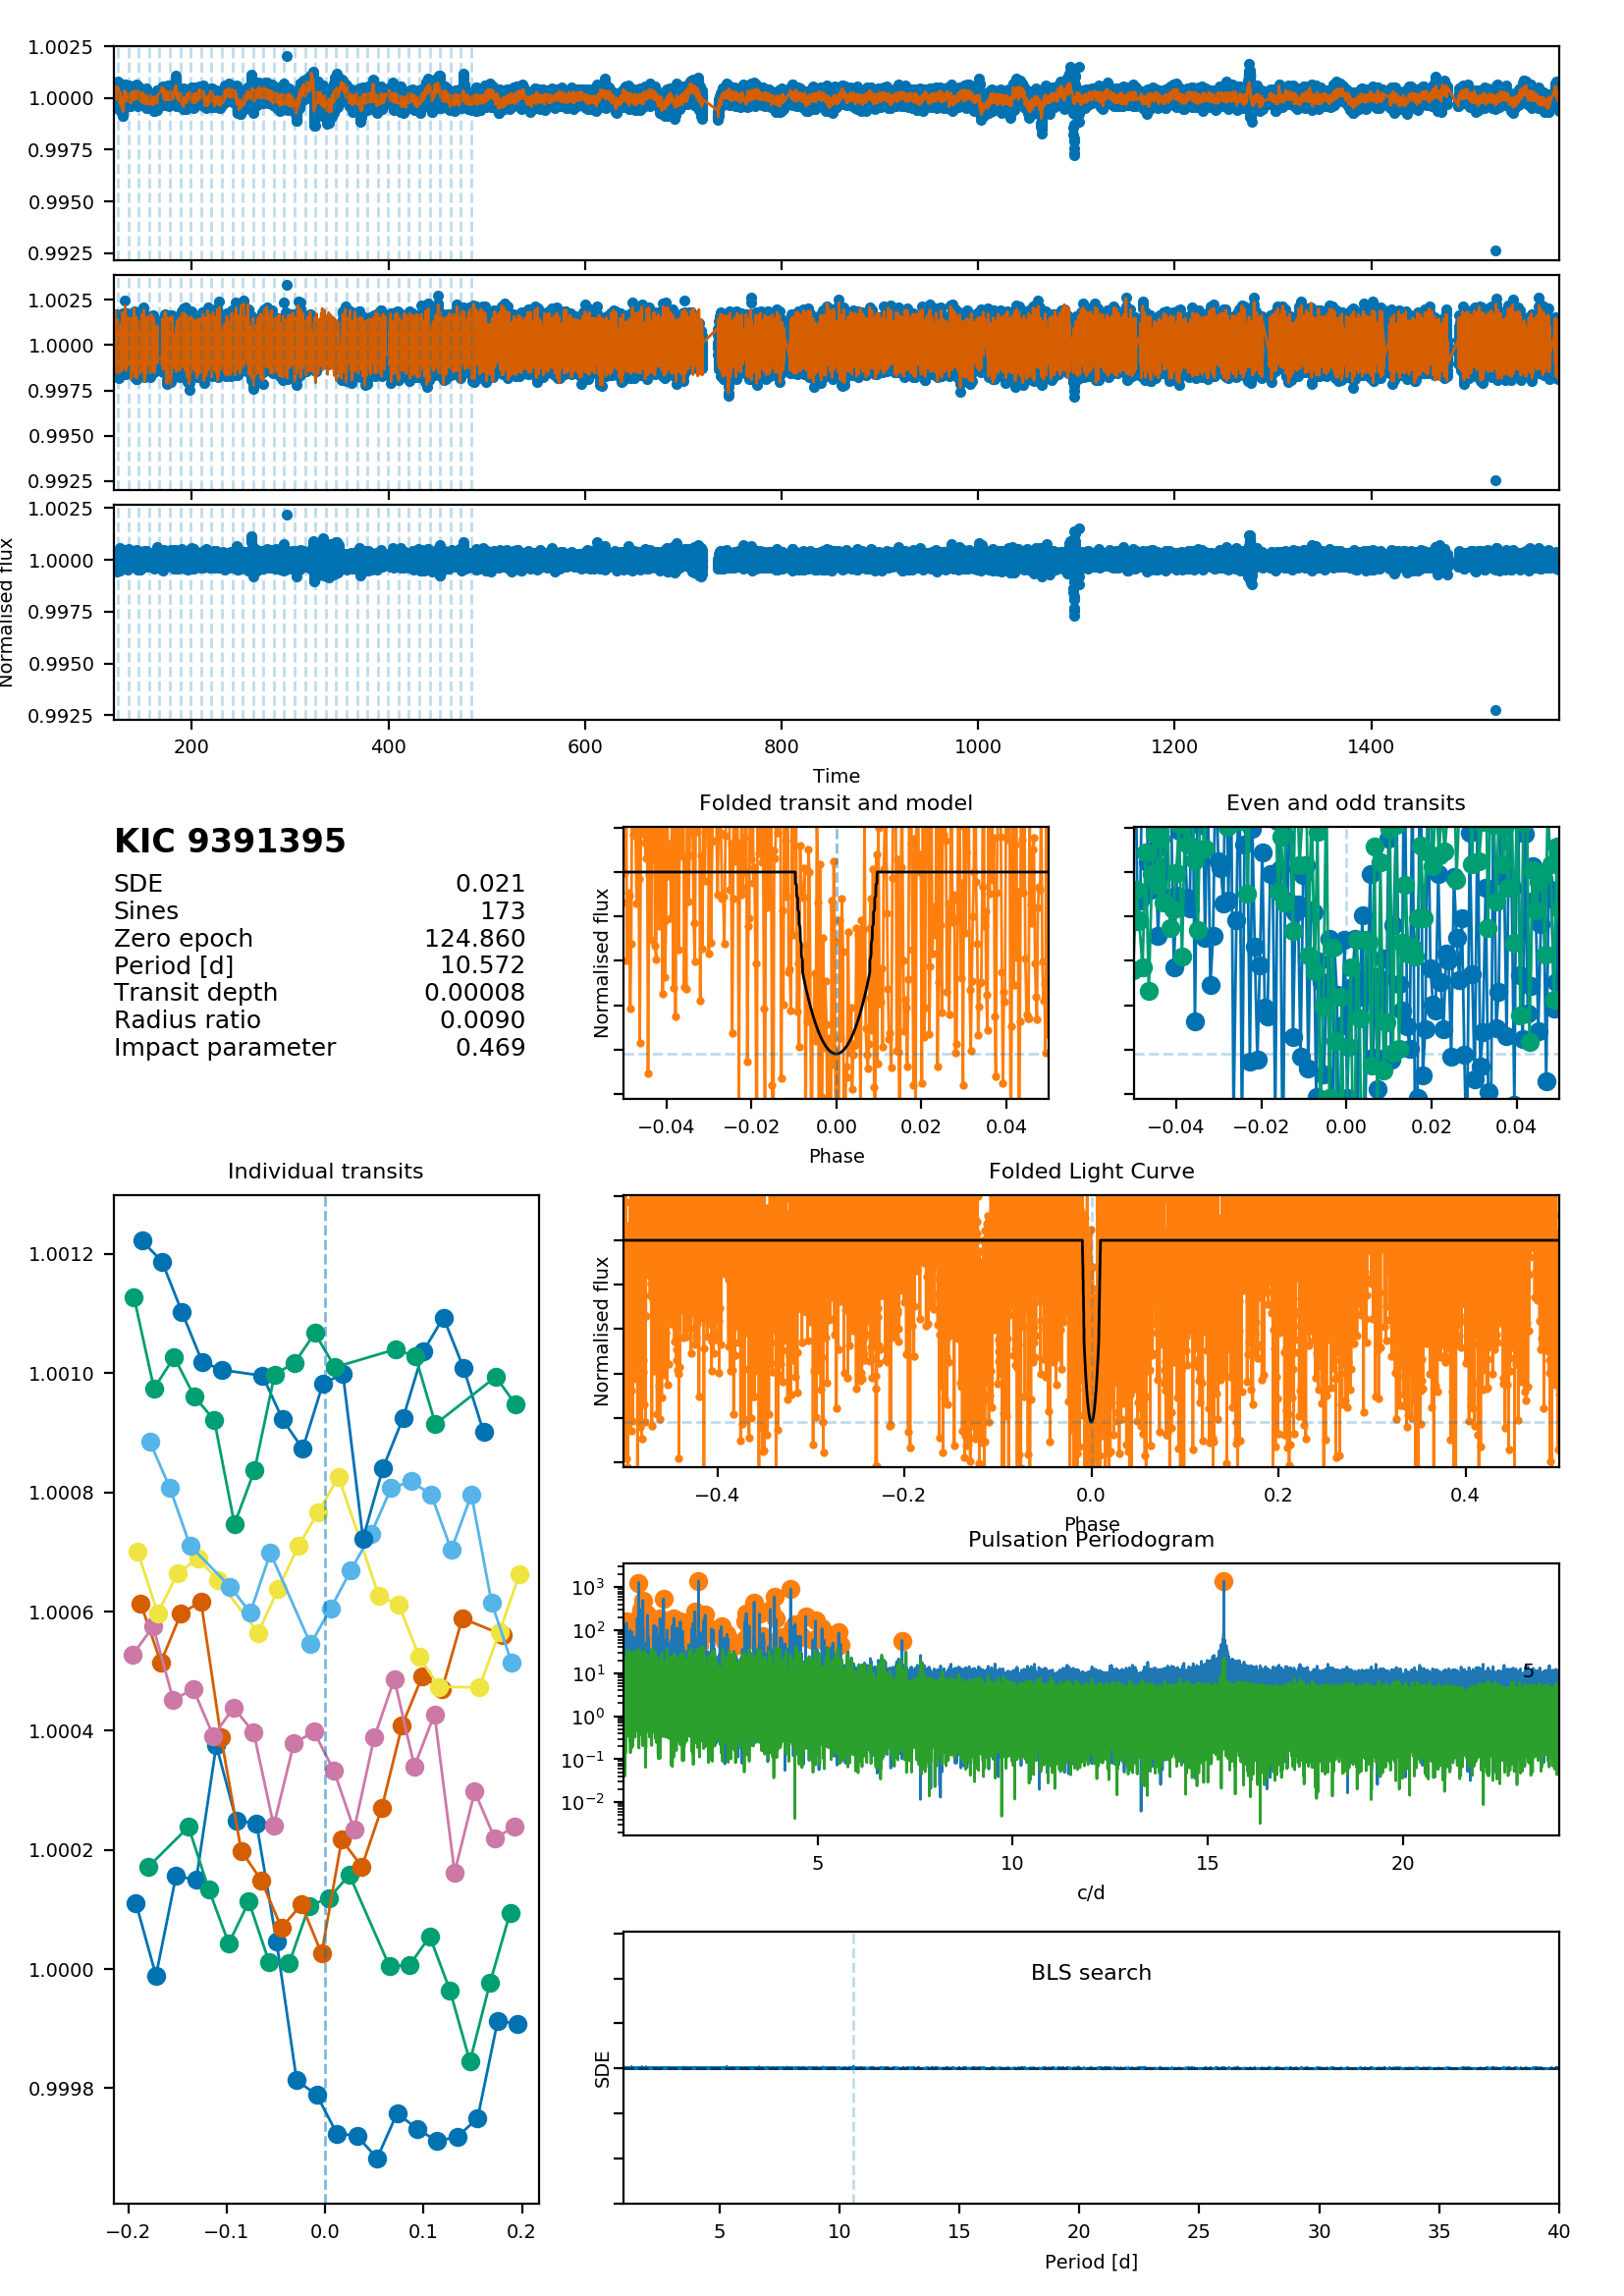 1.0025
1.0000
0.9975
0.9950
0.9925
1.0025
1.0000
0.9975
0.9950
0.9925
1.0025
1.0000
0.9975
0.9950
0.9925
Normalised flux
200 400 600 800 1000 1200 1400
Time
KIC 9391395
SDE 0.021
Sines 173
Zero epoch 124.860
Period [d] 10.572
Transit depth 0.00008
Radius ratio 0.0090
Impact parameter 0.469
Folded transit and model
Normalised flux
−0.04 −0.02 0.00 0.02 0.04
Phase
Even and odd transits
−0.04 −0.02 0.00 0.02 0.04
Individual transits
1.0012
1.0010
1.0008
1.0006
1.0004
1.0002
1.0000
0.9998
−0.2 −0.1 0.0 0.1 0.2
Folded Light Curve
Normalised flux
−0.4 −0.2 0.0 0.2 0.4
Phase
Pulsation Periodogram
10³
10²
10¹
10⁰
10⁻¹
10⁻²
5
5 10 15 20
c/d
BLS search
SDE
5 10 15 20 25 30 35 40
Period [d]